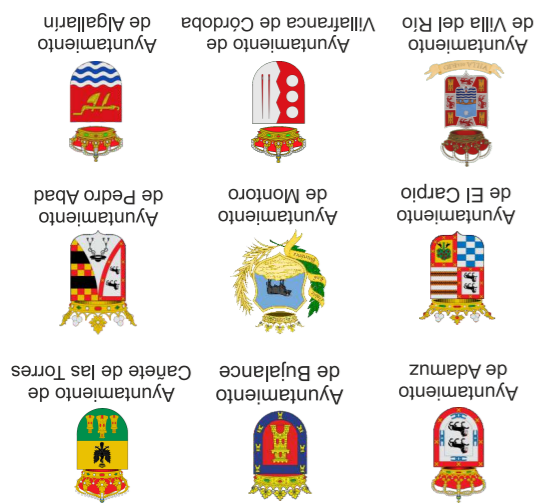 Ayuntamiento
de Adamuz
Ayuntamiento
de Bujalance
Ayuntamiento de
Cañete de las Torres
Ayuntamiento
de El Carpio
Ayuntamiento
de Montoro
Ayuntamiento
de Pedro Abad
Ayuntamiento
de Villa del Río
Ayuntamiento de
Villafranca de Córdoba
Ayuntamiento
de Algallarín